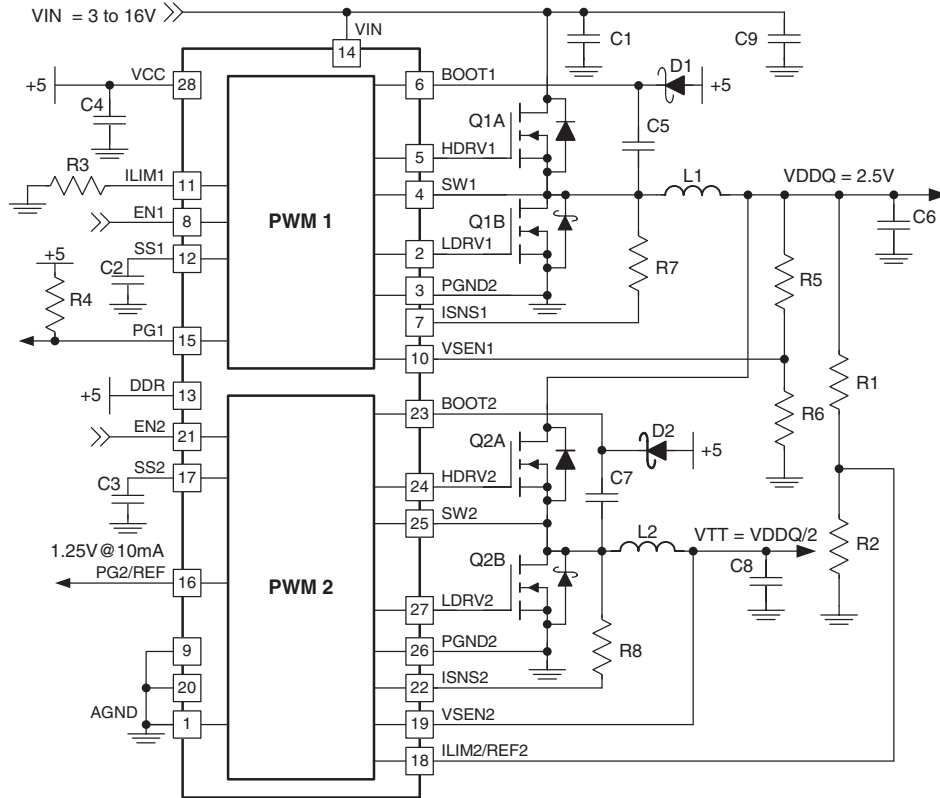 VIN = 3 to 16V
VIN
14
C1
C9
VCC
+5
28
C4
6
BOOT1
D1
+5
Q1A
C5
R3
ILIM1
11
5
HDRV1
4
SW1
L1
VDDQ = 2.5V
EN1
8
PWM 1
Q1B
C6
SS1
12
C2
2
LDRV1
R7
R5
+5
R4
3
PGND2
7
ISNS1
PG1
15
10
VSEN1
R1
+5
DDR
13
R6
23
BOOT2
EN2
21
Q2A
D2
+5
SS2
17
C3
24
HDRV2
C7
25
SW2
L2
VTT = VDDQ/2
R2
1.25V@10mA
PG2/REF
16
PWM 2
Q2B
C8
27
LDRV2
9
26
PGND2
R8
20
22
ISNS2
AGND
1
19
VSEN2
18
ILIM2/REF2